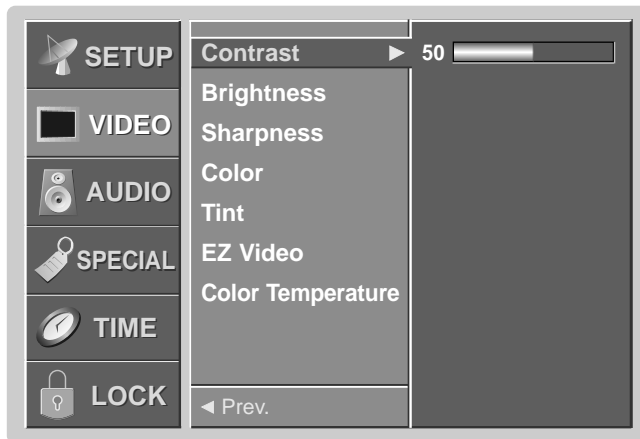 SETUP
VIDEO
AUDIO
SPECIAL
TIME
LOCK
Contrast ▶ 50
Brightness
Sharpness
Color
Tint
EZ Video
Color Temperature
◄ Prev.